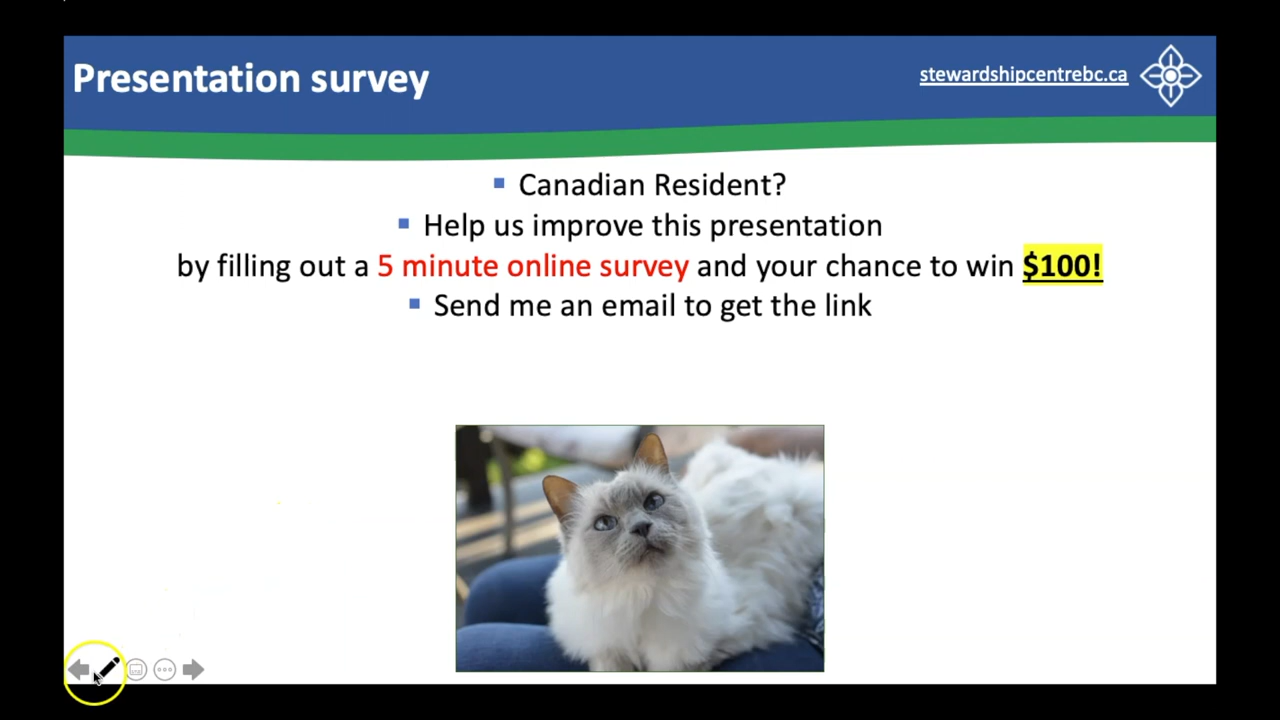 Presentation survey
stewardshipcentrebc.ca
Canadian Resident?
Help us improve this presentation
by filling out a 5 minute online survey and your chance to win $100!
Send me an email to get the link